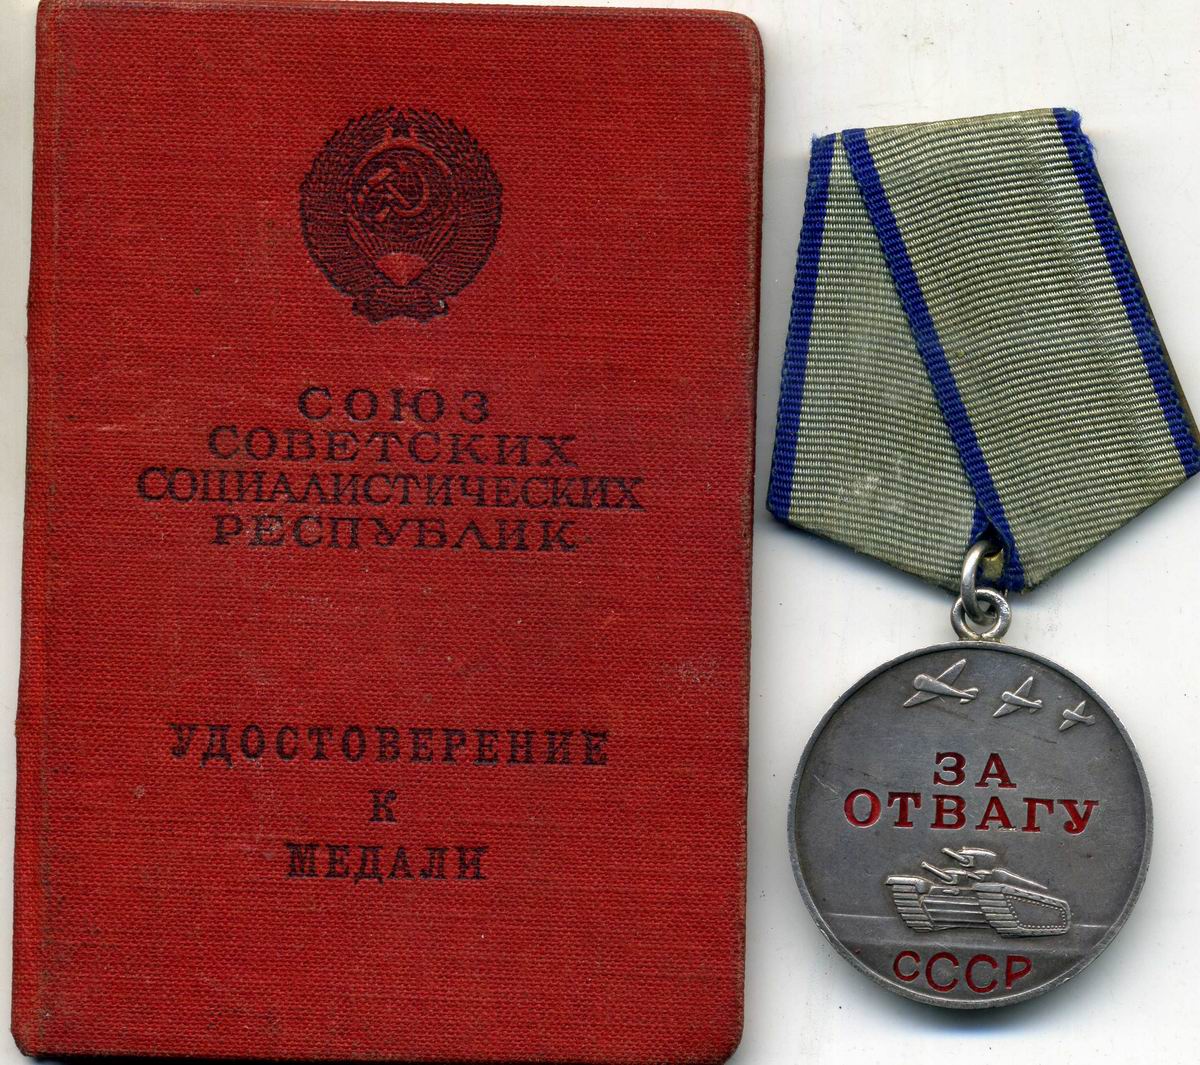 СОЮЗ
СОВЕТСКИХ
СОЦИАЛИСТИЧЕСКИХ
РЕСПУБЛИК
УДОСТОВЕРЕНИЕ
К
МЕДАЛИ
ЗА
ОТВАГУ
СССР